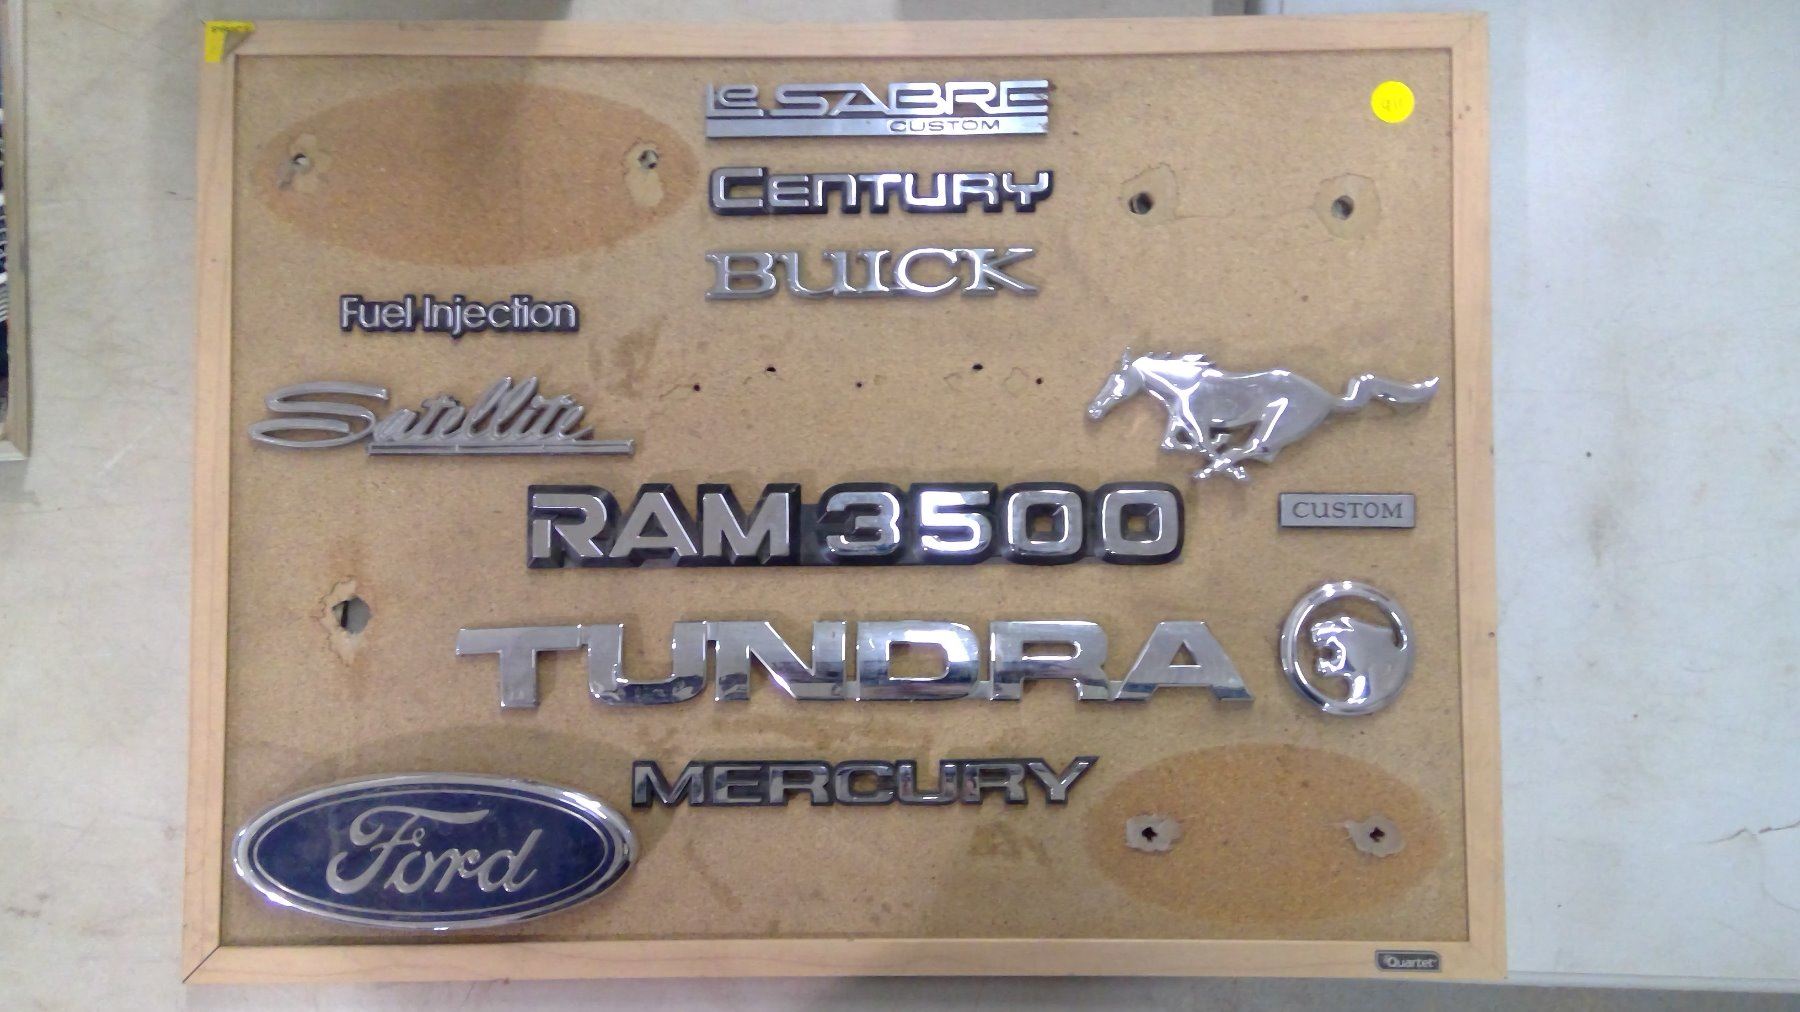 LeSABRE
CUSTOM
CENTURY
BUICK
Fuel Injection
Satellite
RAM 3500
CUSTOM
TUNDRA
MERCURY
Ford
Quartet